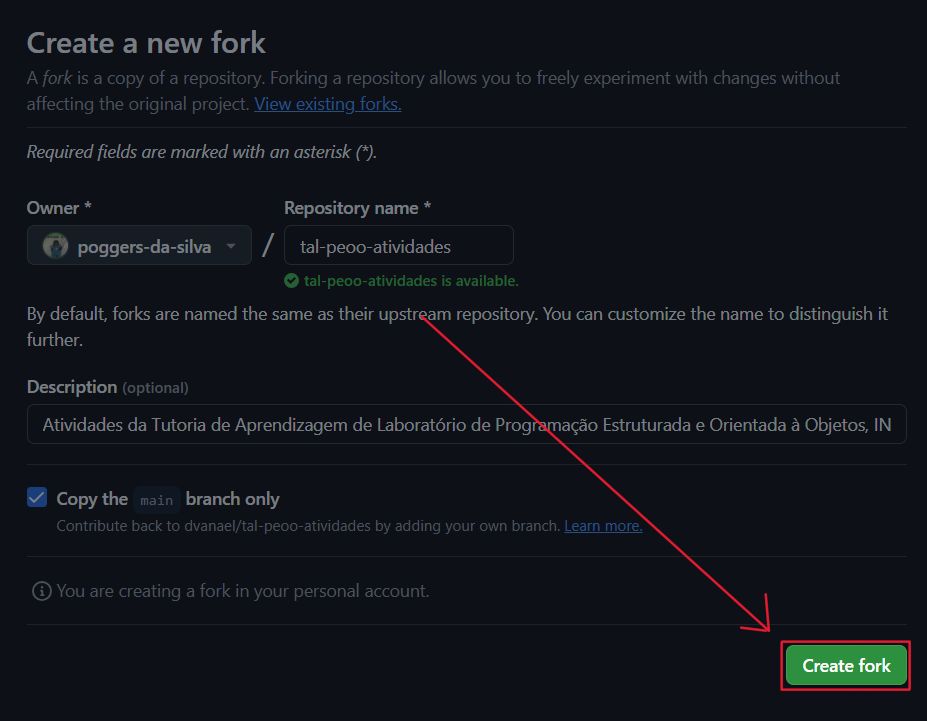 Create a new fork
A fork is a copy of a repository. Forking a repository allows you to freely experiment with changes without
affecting the original project. View existing forks.
Required fields are marked with an asterisk (*).
Owner * Repository name *
poggers-da-silva / tal-peoo-atividades
tal-peoo-atividades is available.
By default, forks are named the same as their upstream repository. You can customize the name to distinguish it
further.
Description (optional)
Atividades da Tutoria de Aprendizagem de Laboratório de Programação Estruturada e Orientada à Objetos, IN
Copy the main branch only
Contribute back to dvanael/tal-peoo-atividades by adding your own branch. Learn more.
You are creating a fork in your personal account.
Create fork